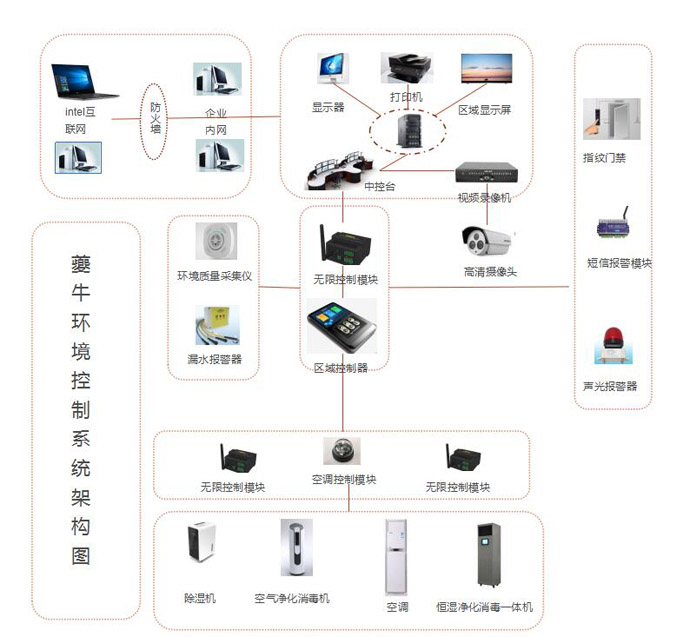 intel互
联网
防火墙
企业
内网
显示器
打印机
区域显示屏
中控台
视频录像机
指纹门禁
环境质量采集仪
无限控制模块
高清摄像头
短信报警模块
漏水报警器
区域控制器
声光报警器
夔牛环境控制系统架构图
无限控制模块
空调控制模块
无限控制模块
除湿机
空气净化消毒机
空调
恒湿净化消毒一体机